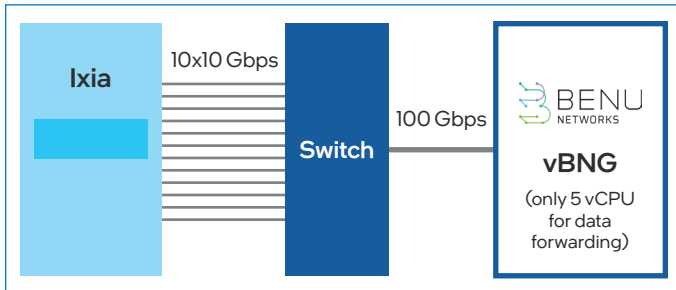 Ixia
10x10 Gbps
Switch
100 Gbps
BENU
NETWORKS
vBNG
(only 5 vCPU
for data
forwarding)